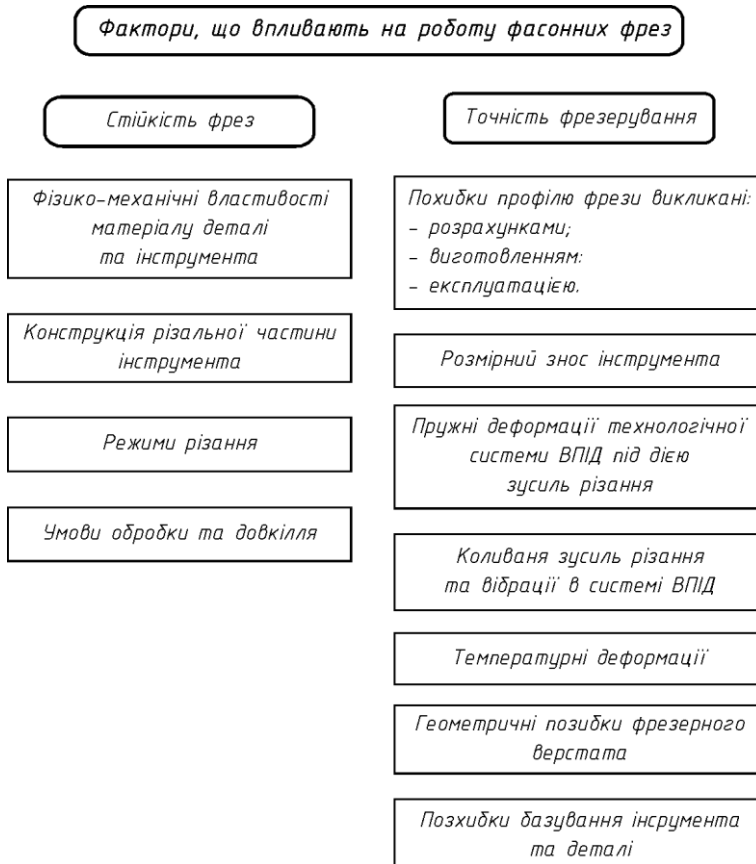 Фактори, що впливають на роботу фасонних фрез
Стійкість фрез
Фізико-механічні властивості
матеріалу деталі
та інструмента
Конструкція різальної частини
інструмента
Режими різання
Умови обробки та довкілля
Точність фрезерування
Похибки профілю фрези викликані:
- розрахунками;
- виготовленням:
- експлуатацією.
Розмірний знос інструмента
Пружні деформації технологічної
системи ВПІД під дією
зусиль різання
Коливаня зусиль різання
та вібрації в системі ВПІД
Температурні деформації
Геометричні позибки фрезерного
верстата
Позхибки базування інсрумента
та деталі